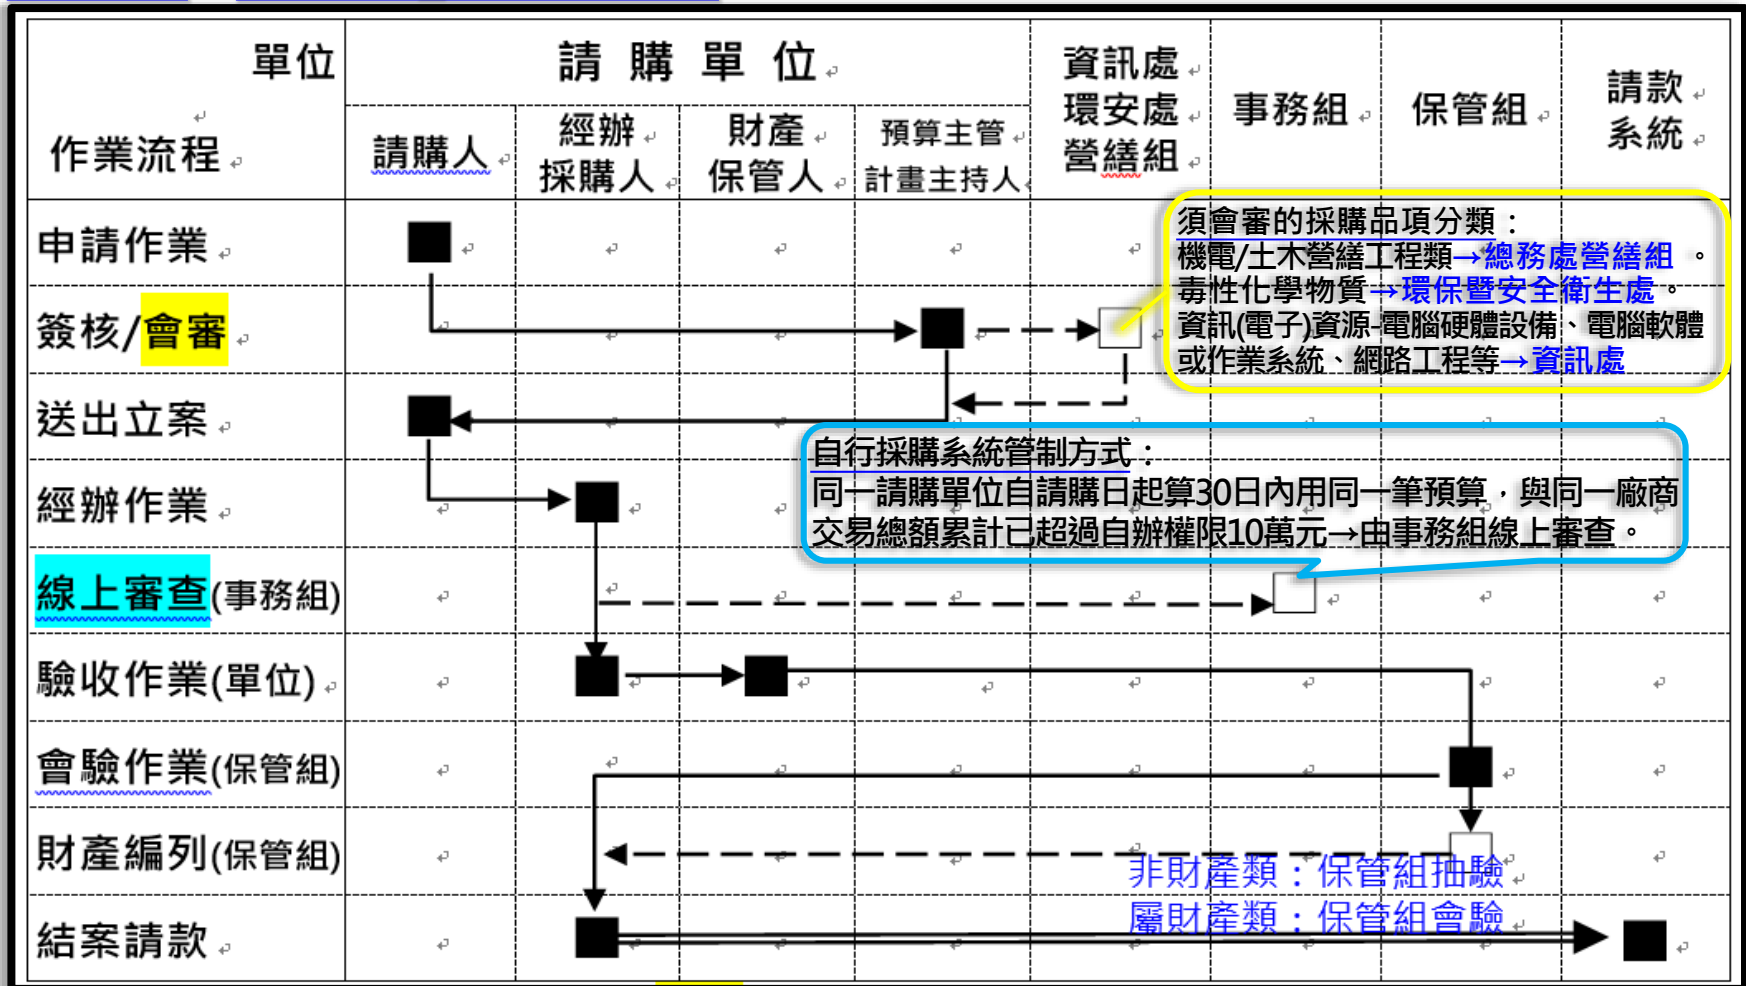 單位
作業流程
請購單位
請購人
經辦
採購人
財產
保管人
預算主管
計畫主持人
資訊處
環安處
營繕組
事務組
保管組
請款
系統
申請作業
須會審的採購品項分類：
機電/土木營繕工程類→總務處營繕組。
毒性化學物質→環保暨安全衛生處。
資訊(電子)資源-電腦硬體設備、電腦軟體
或作業系統、網路工程等→資訊處
簽核/會審
送出立案
自行採購系統管制方式：
同一請購單位自請購日起算30日內用同一筆預算，與同一廠商
交易總額累計已超過自辦權限10萬元→由事務組線上審查。
經辦作業
線上審查(事務組)
驗收作業(單位)
會驗作業(保管組)
財產編列(保管組)
非財產類：保管組抽驗
屬財產類：保管組會驗
結案請款